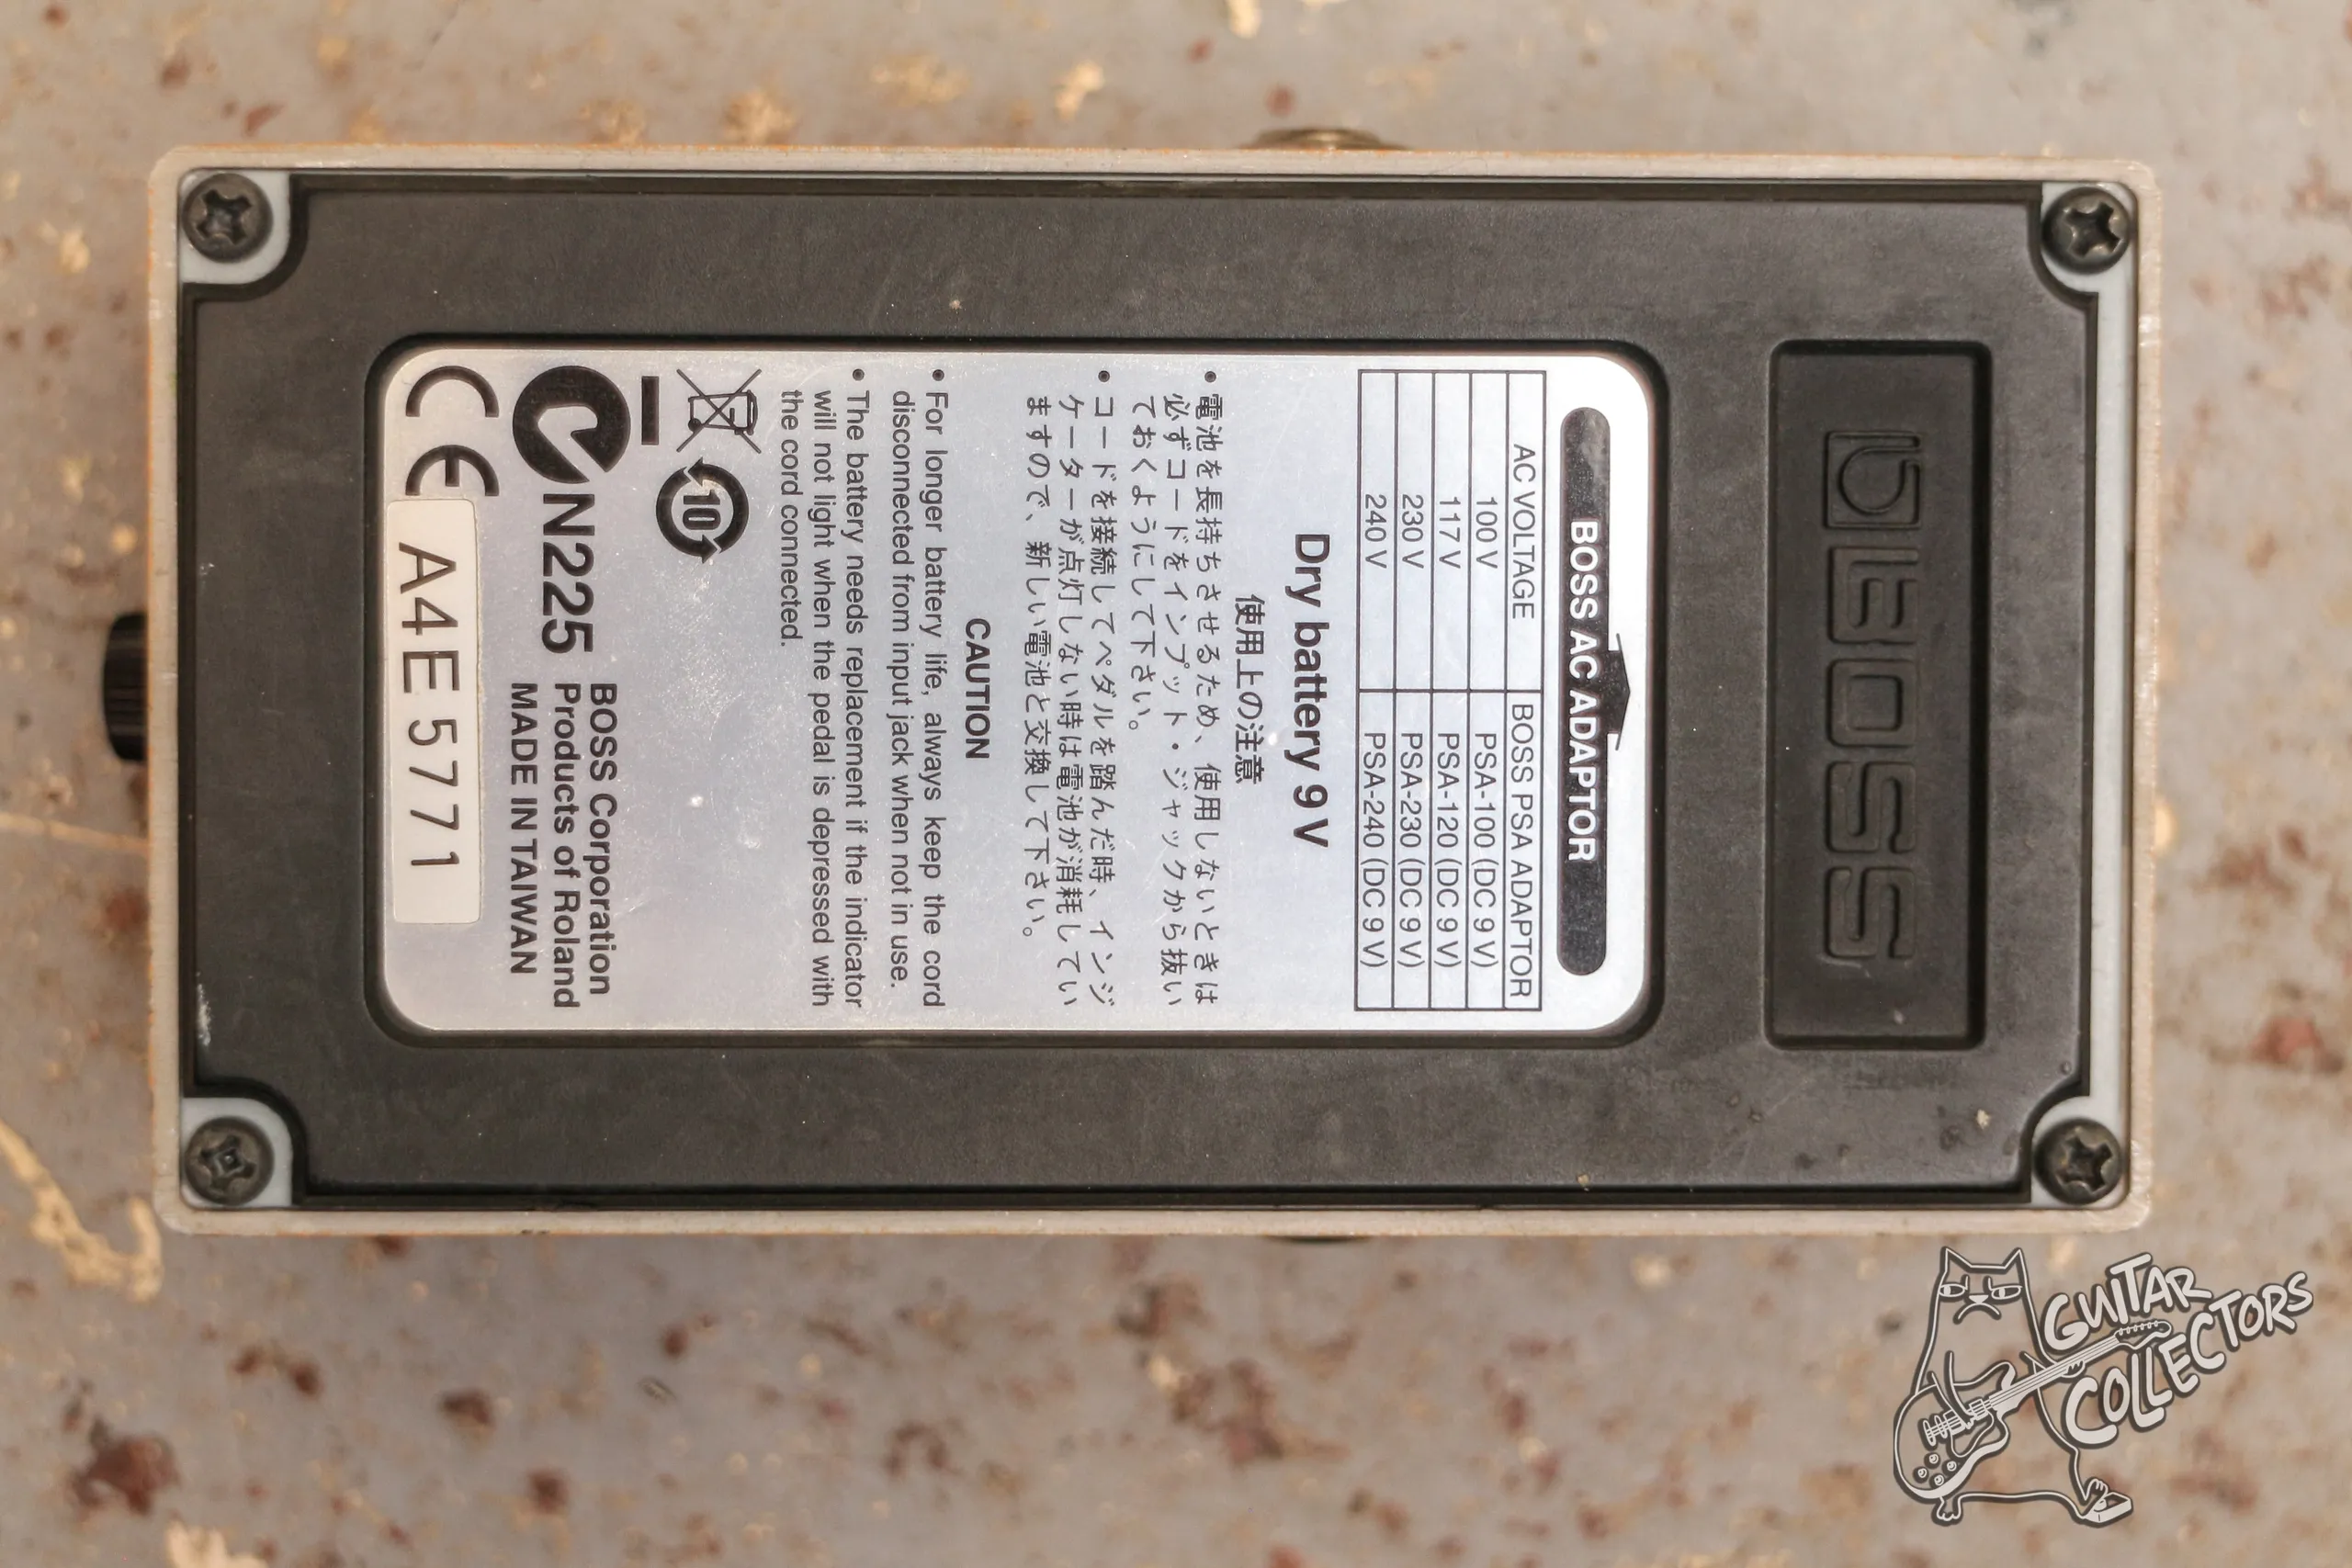 BOSS
BOSS AC ADAPTOR
AC VOLTAGE BOSS PSA ADAPTOR
100 V PSA-100 (DC 9 V)
117 V PSA-120 (DC 9 V)
230 V PSA-230 (DC 9 V)
240 V PSA-240 (DC 9 V)
Dry battery 9 V
使用上の注意
• 電池を長持ちさせるため、使用しないときは
必ずコードをインプット・ジャックから抜い
ておくようにして下さい。
• コードを接続してペダルを踏んだ時、インジ
ケーターが点灯しない時は電池が消耗してい
ますので、新しい電池と交換して下さい。
CAUTION
• For longer battery life, always keep the cord
disconnected from input jack when not in use.
• The battery needs replacement if the indicator
will not light when the pedal is depressed with
the cord connected.
10
N225
BOSS Corporation
Products of Roland
MADE IN TAIWAN
CE
A4E 5771
GUITAR
COLLECTORS